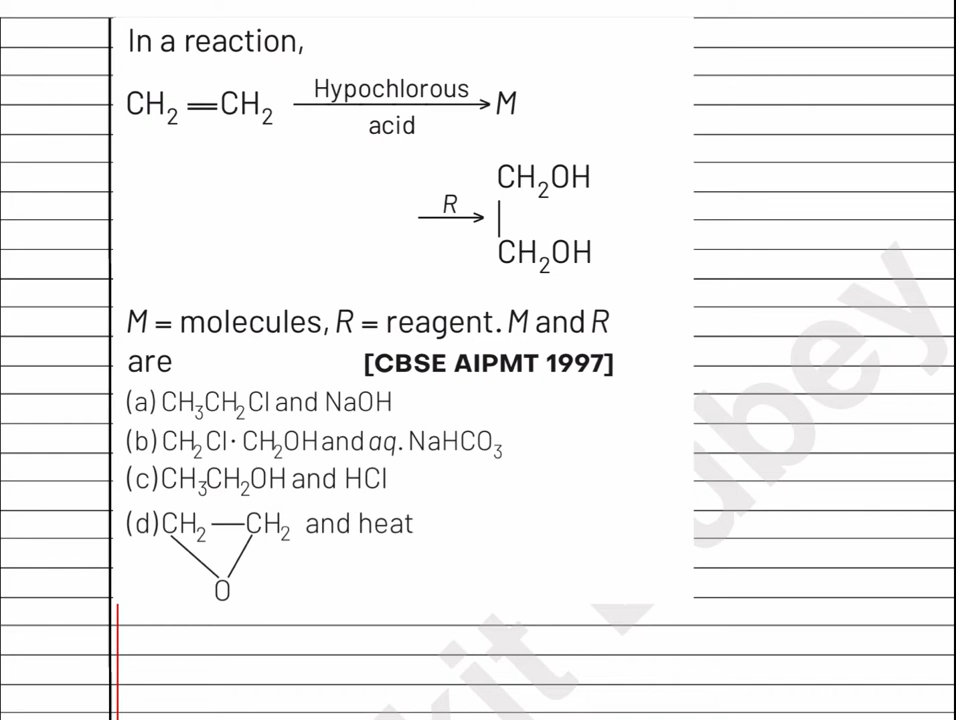 In a reaction,
CH₂ ═ CH₂ Hypochlorous acid → M
R → CH₂OH
|
CH₂OH
M = molecules, R = reagent. M and R
are [CBSE AIPMT 1997]
(a) CH₃CH₂Cl and NaOH
(b) CH₂Cl · CH₂OH and aq. NaHCO₃
(c) CH₃CH₂OH and HCl
(d) CH₂ — CH₂ and heat
O